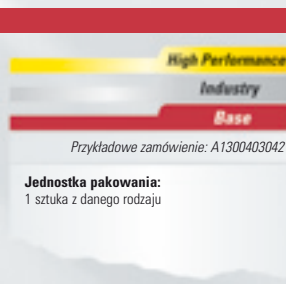 High Performance
Industry
Base
Przykładowe zamówienie: A1300403042
Jednostka pakowania:
1 sztuka z danego rodzaju